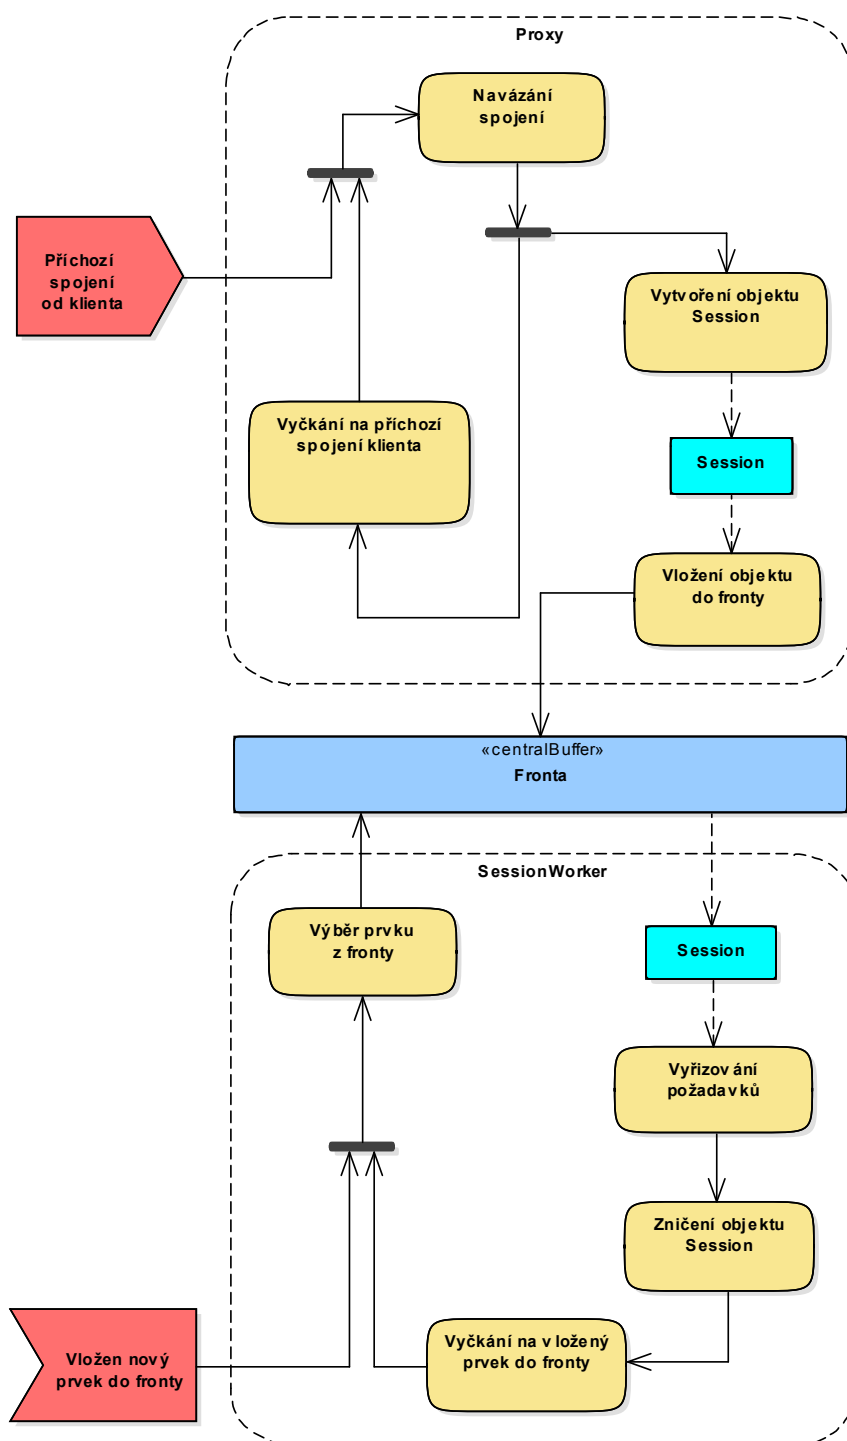 Proxy
Navázání
spojení
Příchozí
spojení
od klienta
Vytvoření objektu
Session
Vyčkání na příchozí
spojení klienta
Session
Vložení objektu
do fronty
«centralBuffer»
Fronta
SessionWorker
Výběr prvku
z fronty
Session
Vyřizování
požadavků
Zničení objektu
Session
Vyčkání na vložený
prvek do fronty
Vložen nový
prvek do fronty